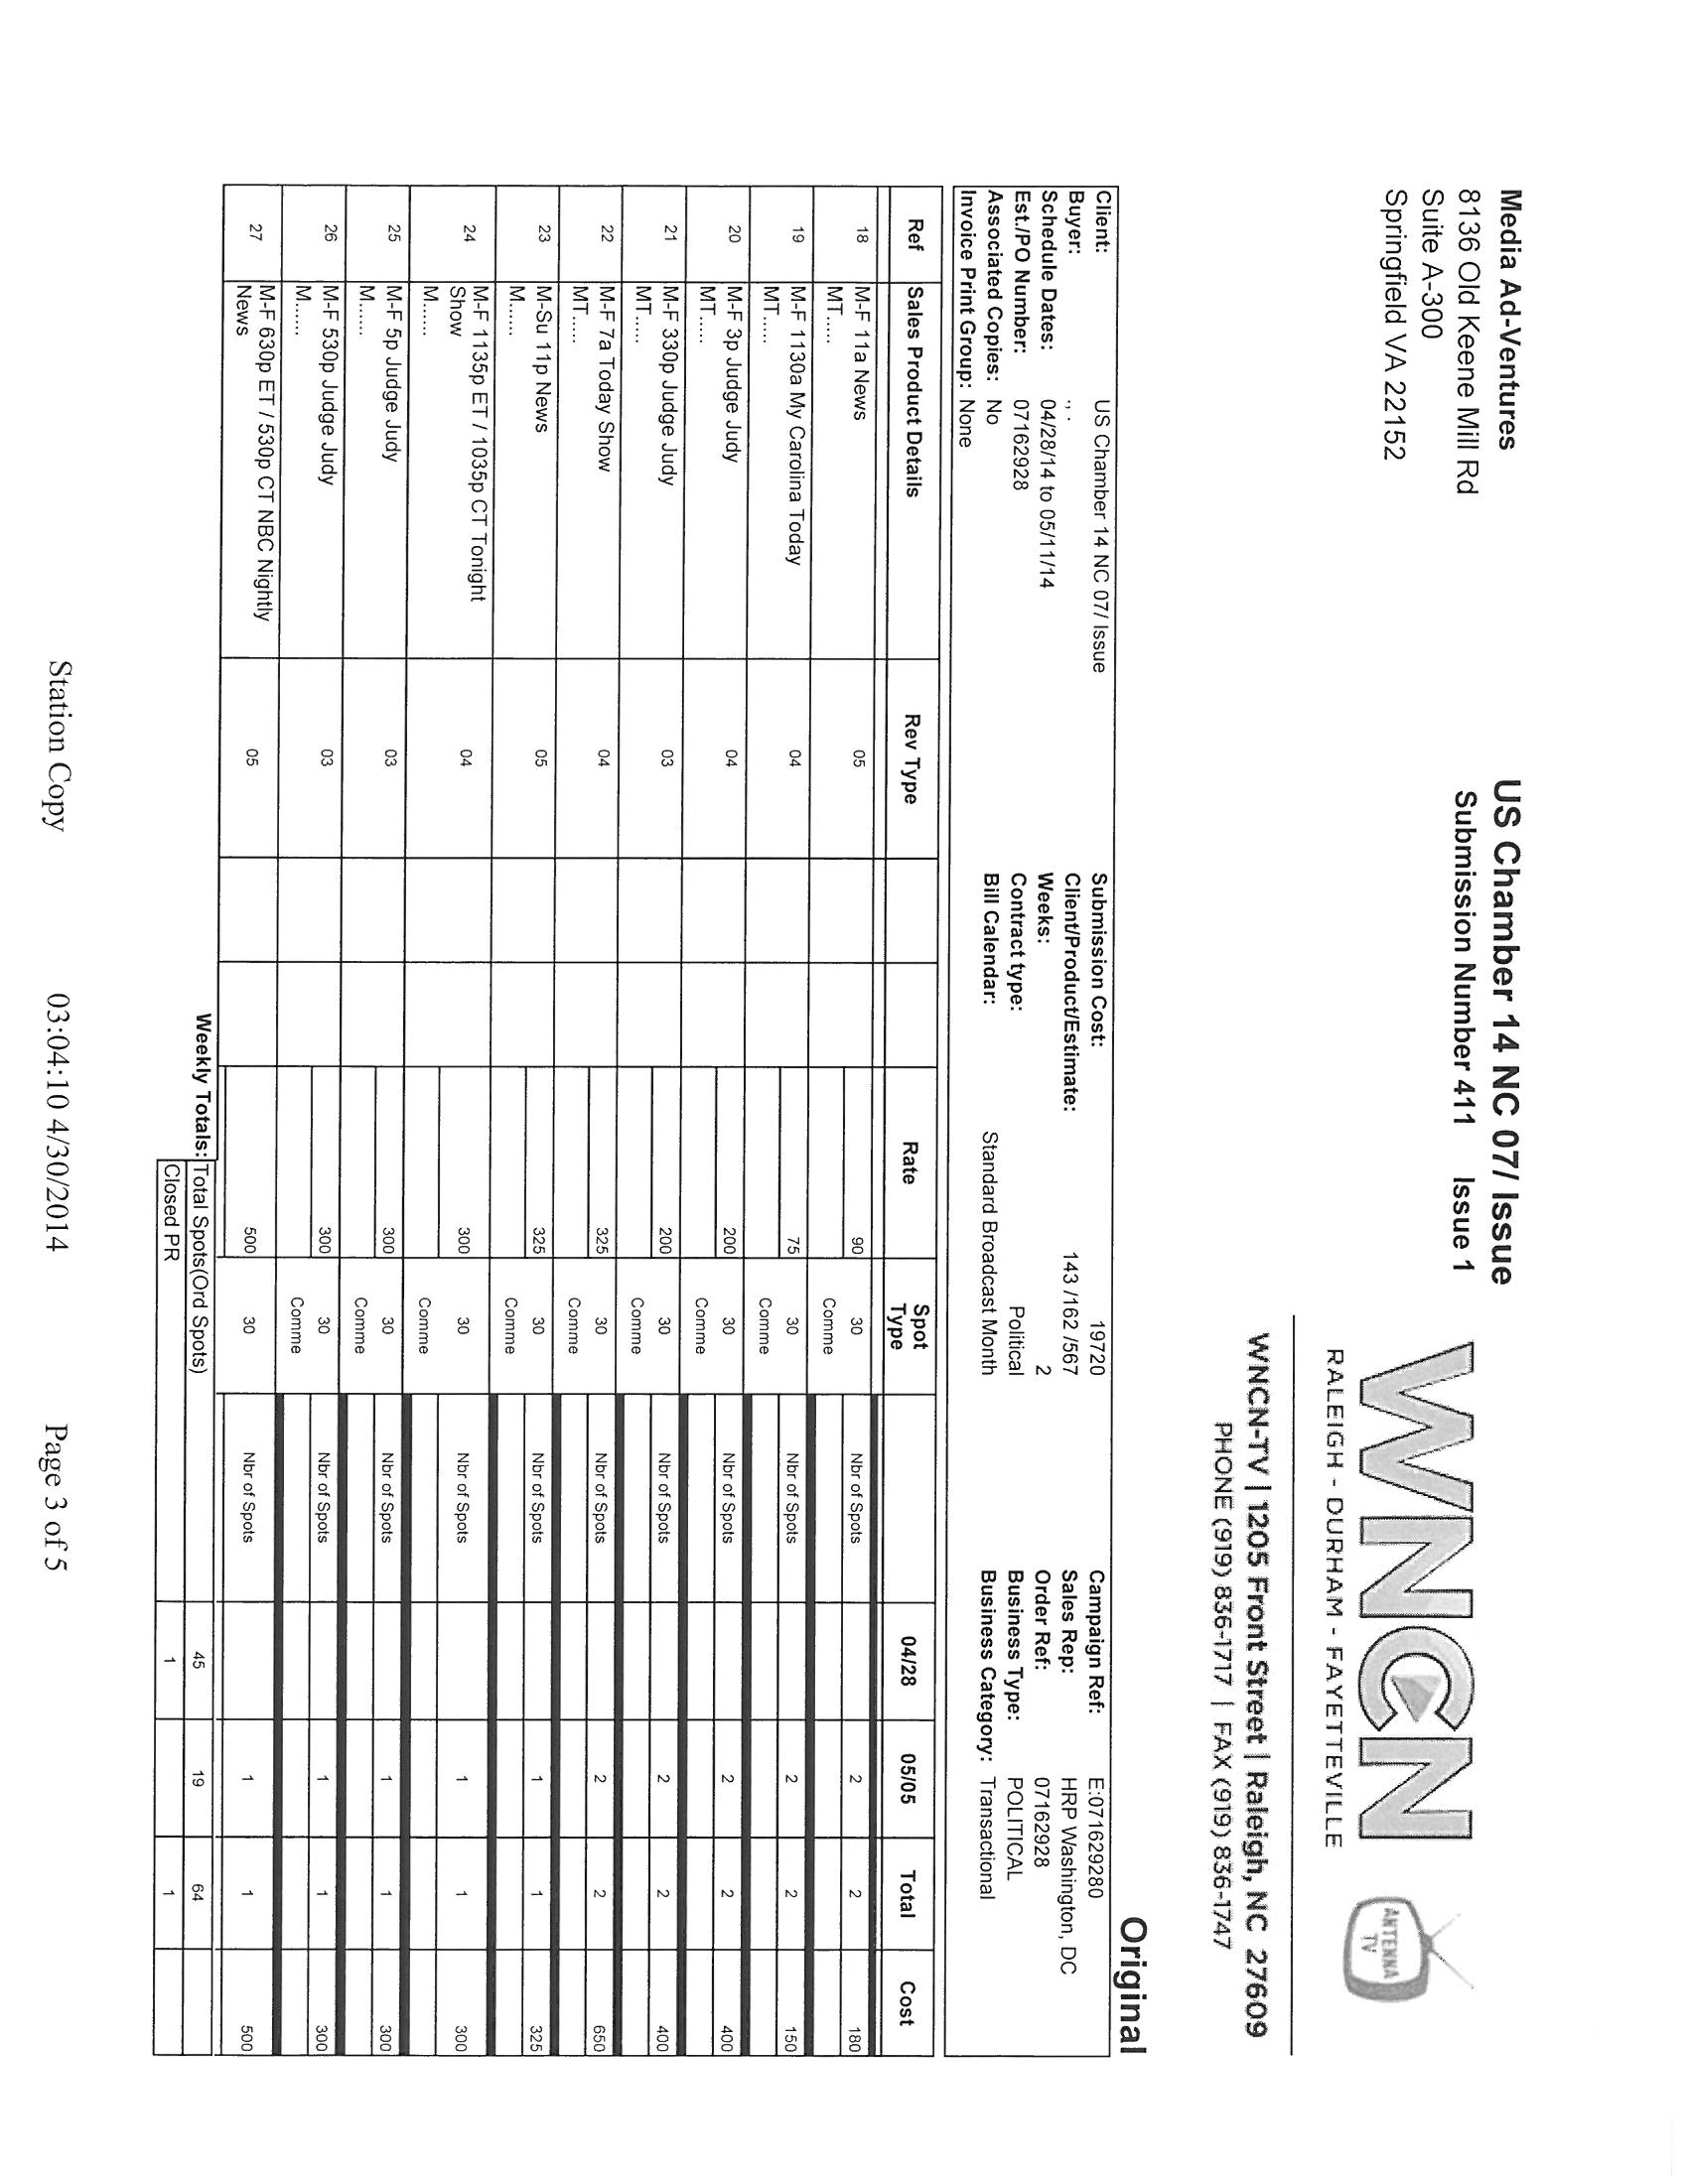 Media Ad-Ventures
8136 Old Keene Mill Rd
Suite A-300
Springfield VA 22152
US Chamber 14 NC 07/ Issue
Submission Number 411 Issue 1
WNCN
RALEIGH - DURHAM - FAYETTEVILLE
ANTENNA
TV
WNCN-TV | 1205 Front Street | Raleigh, NC 27609
PHONE (919) 836-1717 | FAX (919) 836-1747
Original
Client: US Chamber 14 NC 07/ Issue Submission Cost: 19720 Campaign Ref: E:071629280
Buyer: ., . Client/Product/Estimate: 143 /162 /567 Sales Rep: HRP Washington, DC
Schedule Dates: 04/28/14 to 05/11/14 Weeks: 2 Order Ref: 07162928
Est./PO Number: 07162928 Contract type: Political Business Type: POLITICAL
Associated Copies: No Bill Calendar: Standard Broadcast Month Business Category: Transactional
Invoice Print Group: None
Ref Sales Product Details Rev Type Rate Spot Type 04/28 05/05 Total Cost
18 M-F 11a News 05 90 30 Nbr of Spots 2 2 180
MT..... Comme
19 M-F 1130a My Carolina Today 04 75 30 Nbr of Spots 2 2 150
MT..... Comme
20 M-F 3p Judge Judy 04 200 30 Nbr of Spots 2 2 400
MT..... Comme
21 M-F 330p Judge Judy 03 200 30 Nbr of Spots 2 2 400
MT..... Comme
22 M-F 7a Today Show 04 325 30 Nbr of Spots 2 2 650
MT..... Comme
23 M-Su 11p News 05 325 30 Nbr of Spots 1 1 325
M...... Comme
24 M-F 1135p ET / 1035p CT Tonight 04 300 30 Nbr of Spots 1 1 300
Show
M...... Comme
25 M-F 5p Judge Judy 03 300 30 Nbr of Spots 1 1 300
M...... Comme
26 M-F 530p Judge Judy 03 300 30 Nbr of Spots 1 1 300
M...... Comme
27 M-F 630p ET / 530p CT NBC Nightly 05 500 30 Nbr of Spots 1 1 500
News
Weekly Totals: Total Spots(Ord Spots) 45 19 64
Closed PR 1 1
Station Copy 03:04:10 4/30/2014 Page 3 of 5